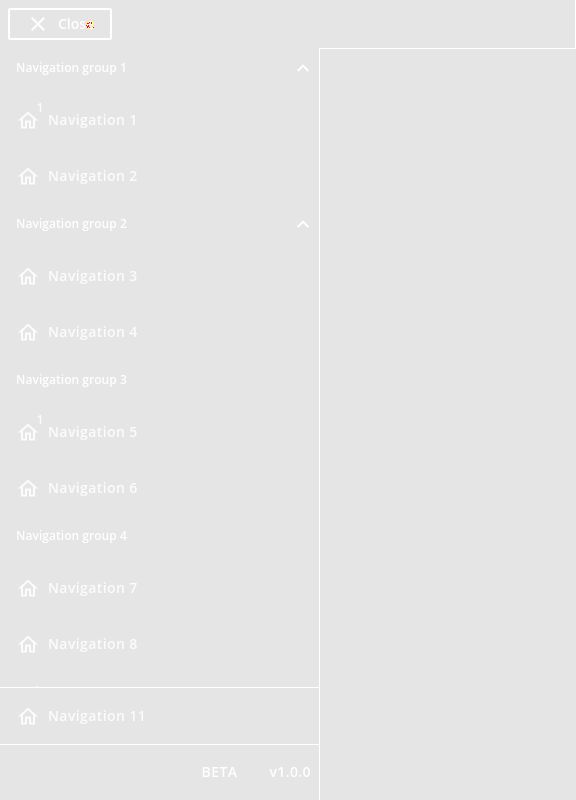 Close
Navigation group 1
1
Navigation 1
Navigation 2
Navigation group 2
Navigation 3
Navigation 4
Navigation group 3
1
Navigation 5
Navigation 6
Navigation group 4
Navigation 7
Navigation 8
Navigation 11
BETA v1.0.0